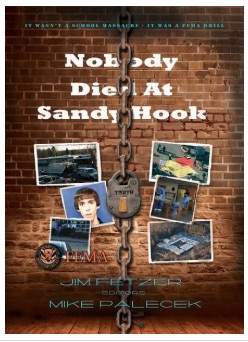 IT WASN'T A SCHOOL MASSACRE - IT WAS A FEMA DRILL
Nobody
Died At
Sandy Hook
TRUTH
FEMA
JIM FETZER
EDITORS
MIKE PALECEK